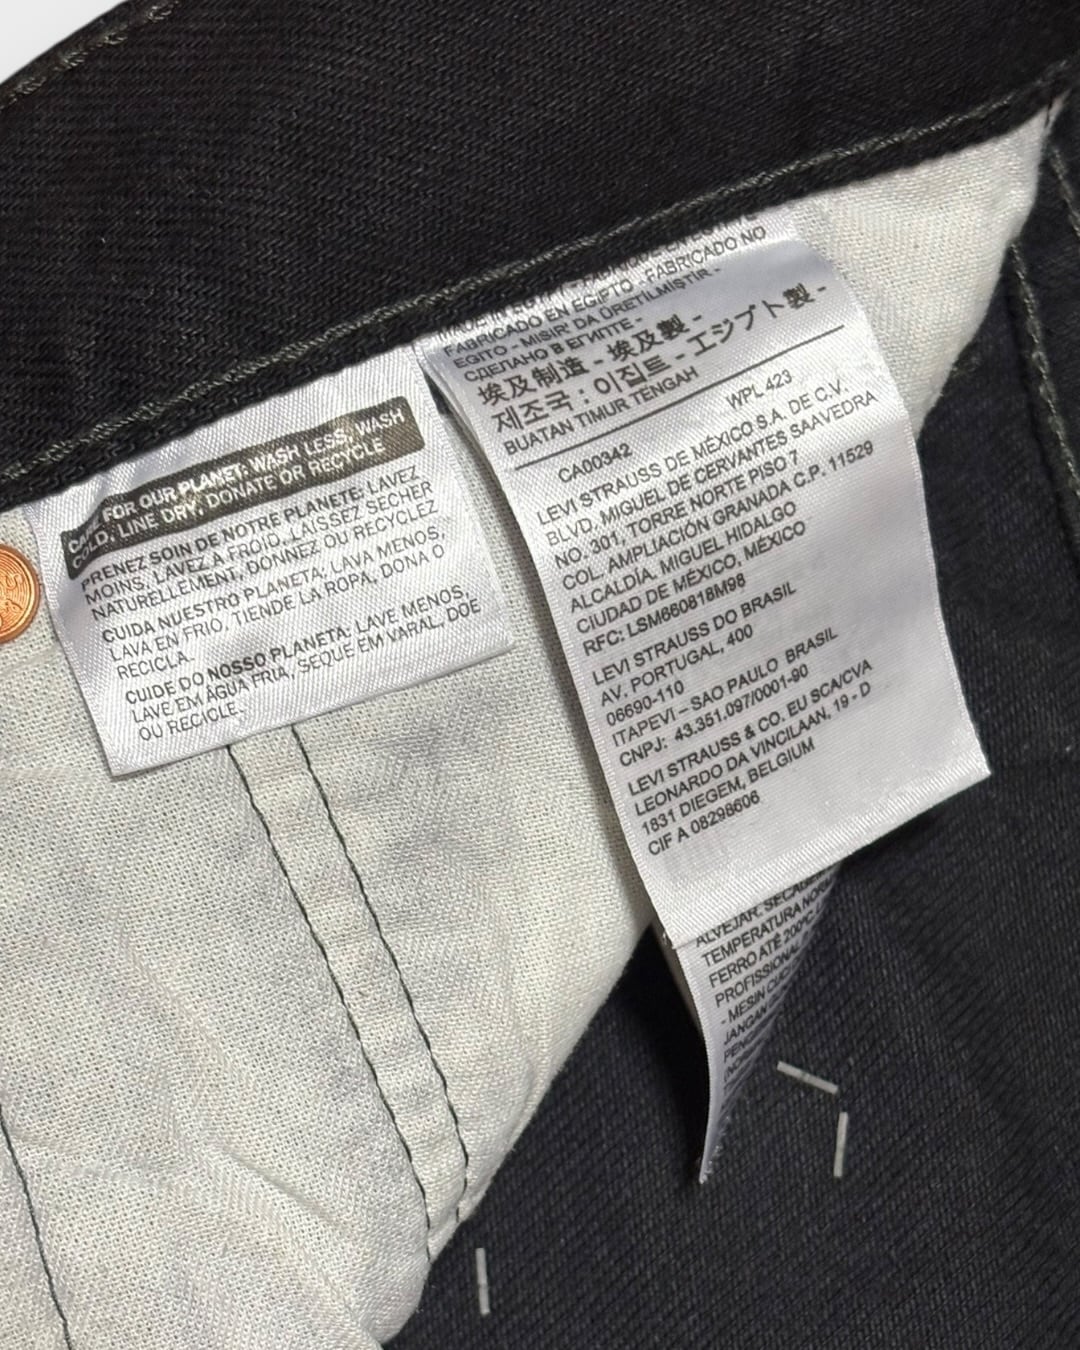 CARE FOR OUR PLANET: WASH LESS, WASH
COLD, LINE DRY, DONATE OR RECYCLE
PRENEZ SOIN DE NOTRE PLANETE: LAVEZ
MOINS, LAVEZ A FROID, LAISSEZ SECHER
NATURELLEMENT, DONNEZ OU RECYCLEZ
CUIDA NUESTRO PLANETA: LAVA MENOS,
LAVA EN FRIO, TIENDE LA ROPA, DONA O
RECICLA.
CUIDE DO NOSSO PLANETA: LAVE MENOS,
LAVE EM ÁGUA FRIA, SEQUE EM VARAL, DOE
OU RECICLE.
MADE IN EGYPT
FABRICADO EN EGIPTO - FABRICADO NO
EGITO - MISIR' DA ÜRETILMIŞTIR -
СДЕЛАНО В ЕГИПТЕ -
埃及制造 - 埃及製 -
제조국 : 이집트 - エジプト製 -
BUATAN TIMUR TENGAH
CA00342 WPL 423
LEVI STRAUSS DE MÉXICO S.A. DE C.V.
BLVD. MIGUEL DE CERVANTES SAAVEDRA
NO. 301, TORRE NORTE PISO 7
COL. AMPLIACIÓN GRANADA C.P. 11529
ALCALDÍA. MIGUEL HIDALGO
CIUDAD DE MÉXICO, MÉXICO
RFC: LSM660818M98
LEVI STRAUSS DO BRASIL
AV. PORTUGAL, 400
06690-110
ITAPEVI – SAO PAULO BRASIL
CNPJ: 43.351.097/0001-90
LEVI STRAUSS & CO. EU SCA/CVA
LEONARDO DA VINCILAAN, 19 - D
1831 DIEGEM, BELGIUM
CIF A 08298606
ALVEJAR.
TEMPERATURA
FERRO ATÉ 200°C
PROFISSIONAL
- MESIN
JANGAN